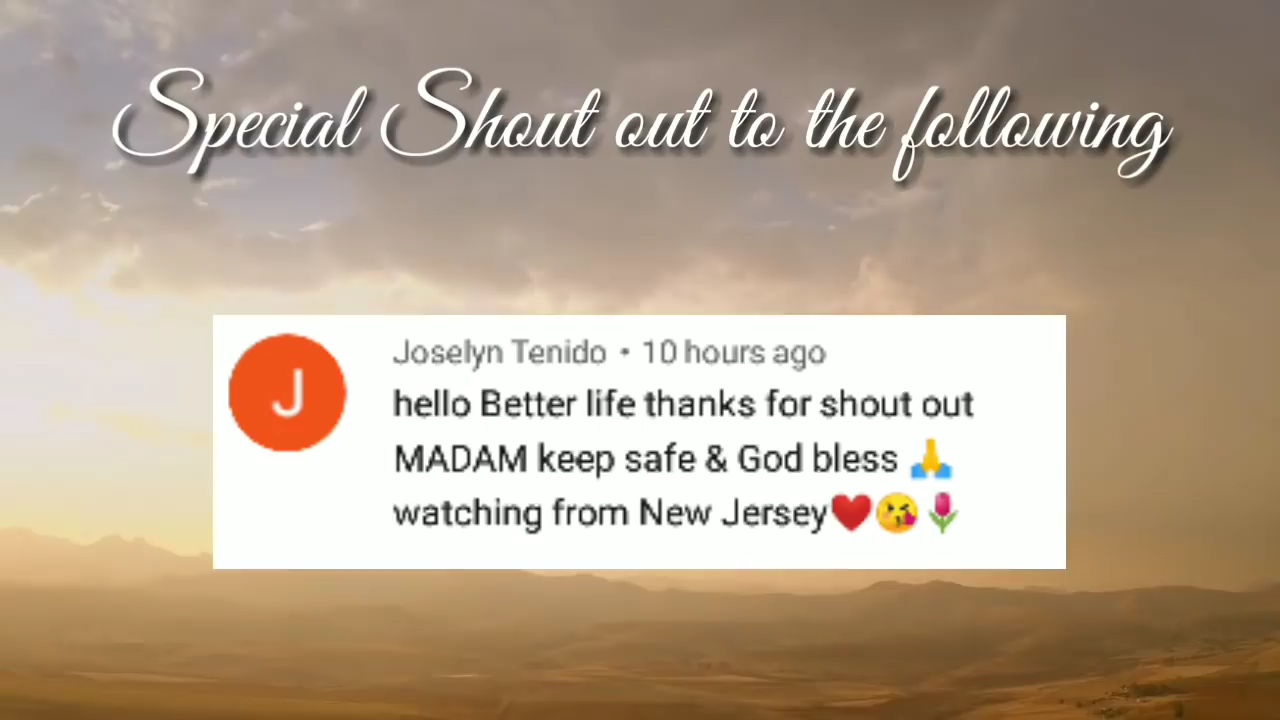 Special Shout out to the following
J
Joselyn Tenido • 10 hours ago
hello Better life thanks for shout out
MADAM keep safe & God bless 🙏
watching from New Jersey❤️😘🌷